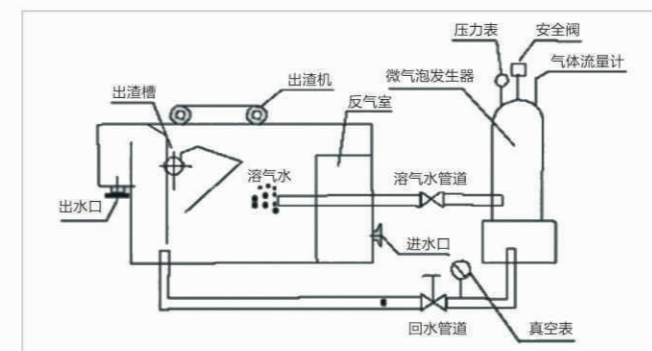 压力表
安全阀
气体流量计
微气泡发生器
出渣机
出渣槽
反气室
溶气水
溶气水管道
出水口
进水口
回水管道
真空表